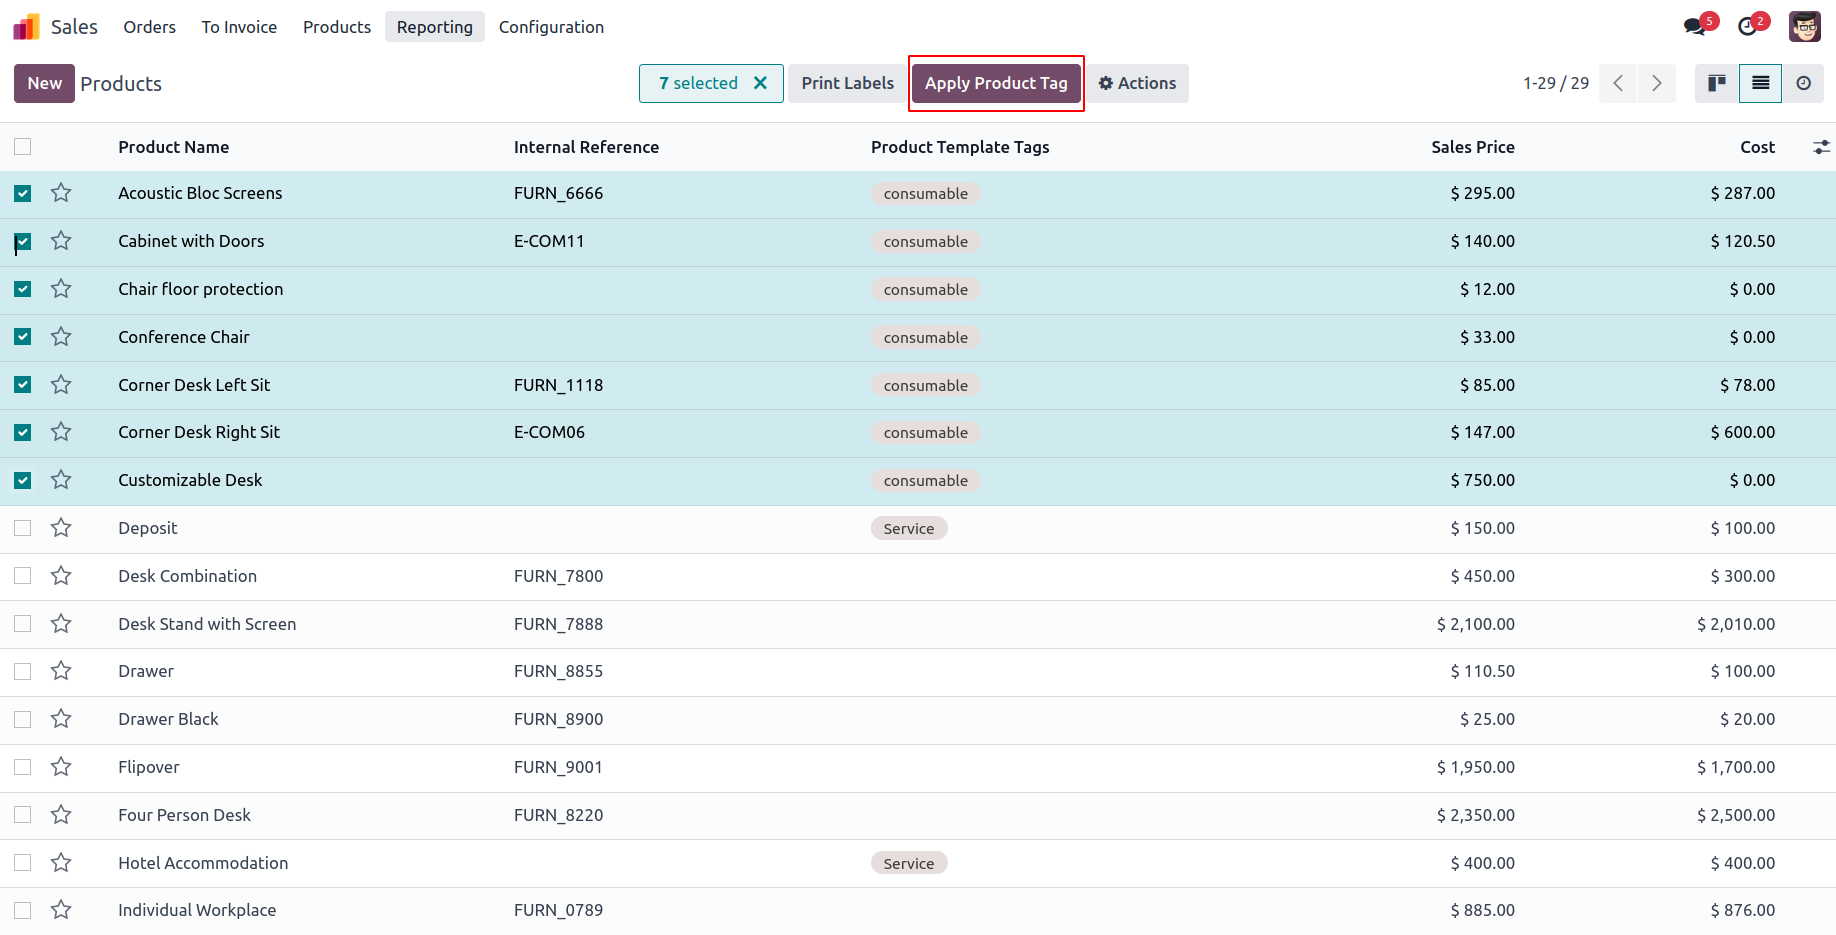 Sales Orders To Invoice Products Reporting Configuration 5 2
New Products 7 selected Print Labels Apply Product Tag Actions 1-29 / 29
Product Name Internal Reference Product Template Tags Sales Price Cost
Acoustic Bloc Screens FURN_6666 consumable $ 295.00 $ 287.00
Cabinet with Doors E-COM11 consumable $ 140.00 $ 120.50
Chair floor protection consumable $ 12.00 $ 0.00
Conference Chair consumable $ 33.00 $ 0.00
Corner Desk Left Sit FURN_1118 consumable $ 85.00 $ 78.00
Corner Desk Right Sit E-COM06 consumable $ 147.00 $ 600.00
Customizable Desk consumable $ 750.00 $ 0.00
Deposit Service $ 150.00 $ 100.00
Desk Combination FURN_7800 $ 450.00 $ 300.00
Desk Stand with Screen FURN_7888 $ 2,100.00 $ 2,010.00
Drawer FURN_8855 $ 110.50 $ 100.00
Drawer Black FURN_8900 $ 25.00 $ 20.00
Flipover FURN_9001 $ 1,950.00 $ 1,700.00
Four Person Desk FURN_8220 $ 2,350.00 $ 2,500.00
Hotel Accommodation Service $ 400.00 $ 400.00
Individual Workplace FURN_0789 $ 885.00 $ 876.00